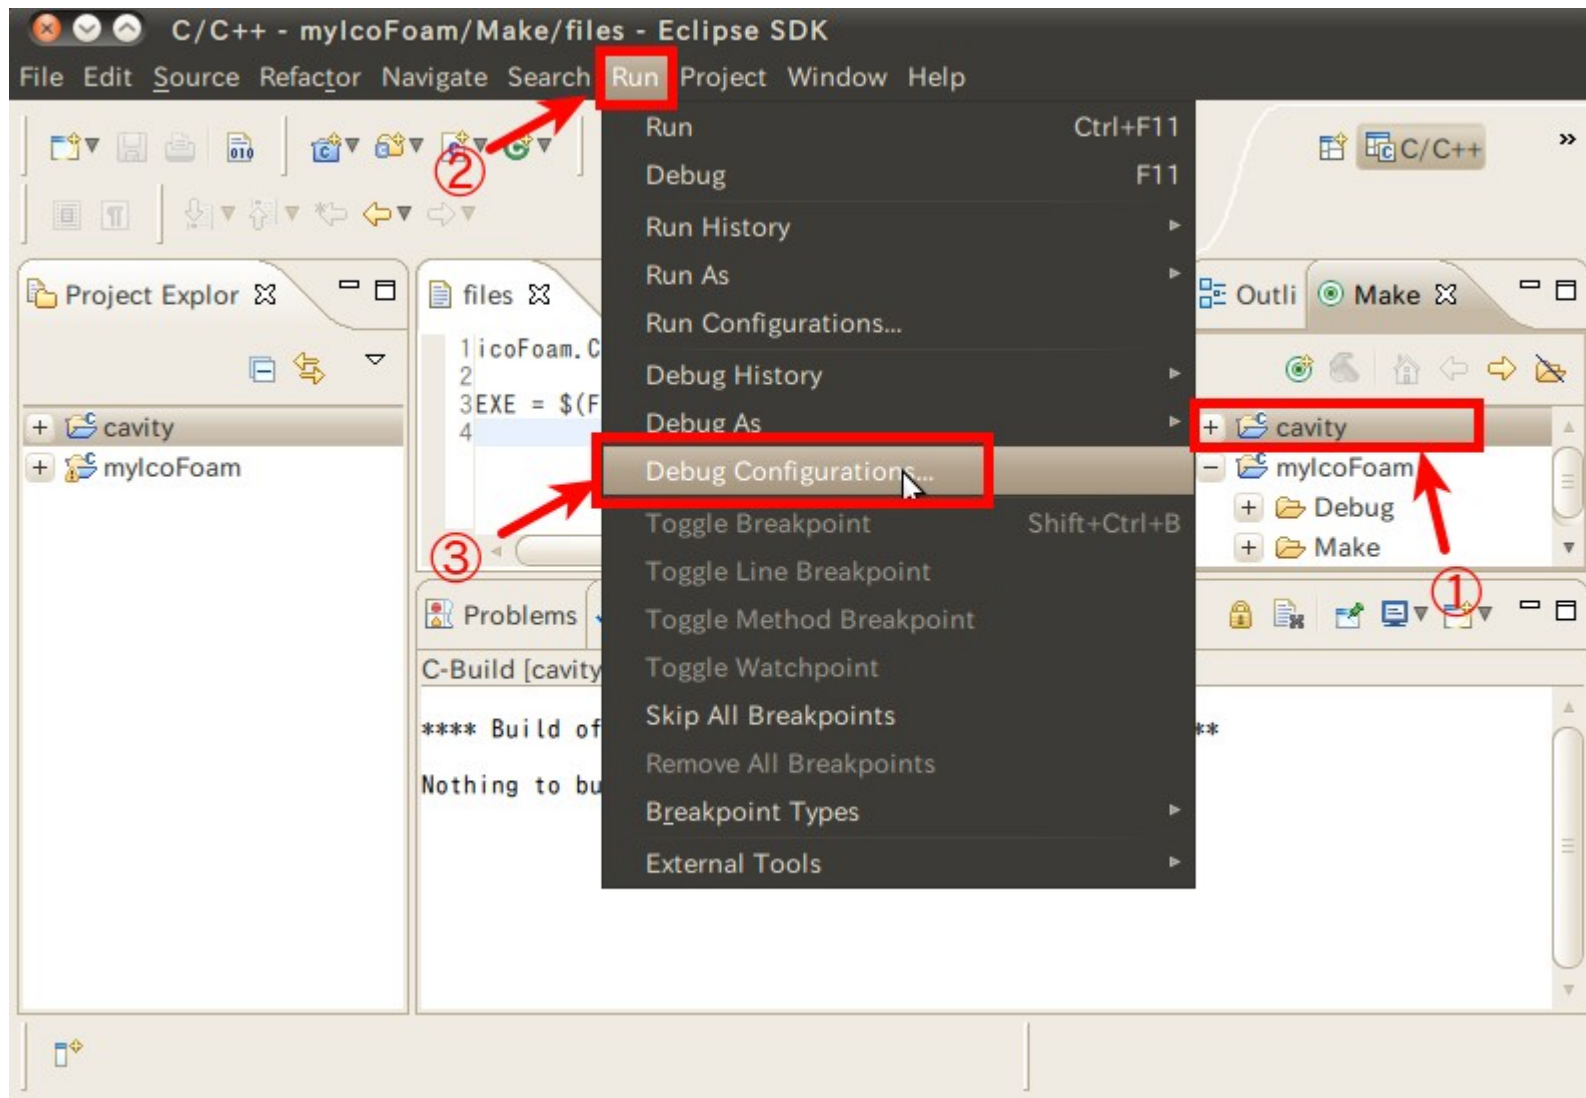 C/C++ - myIcoFoam/Make/files - Eclipse SDK
File Edit Source Refactor Navigate Search Run Project Window Help
Run Ctrl+F11
Debug F11
Run History
Run As
Run Configurations...
Debug History
Debug As
Debug Configurations...
Toggle Breakpoint Shift+Ctrl+B
Toggle Line Breakpoint
Toggle Method Breakpoint
Toggle Watchpoint
Skip All Breakpoints
Remove All Breakpoints
Breakpoint Types
External Tools
②
③
①
C/C++
»
Project Explor
cavity
myIcoFoam
files
1 icoFoam.C
2
3 EXE = $(F
4
Outli Make
cavity
myIcoFoam
Debug
Make
Problems
C-Build [cavity
**** Build of **
Nothing to bu